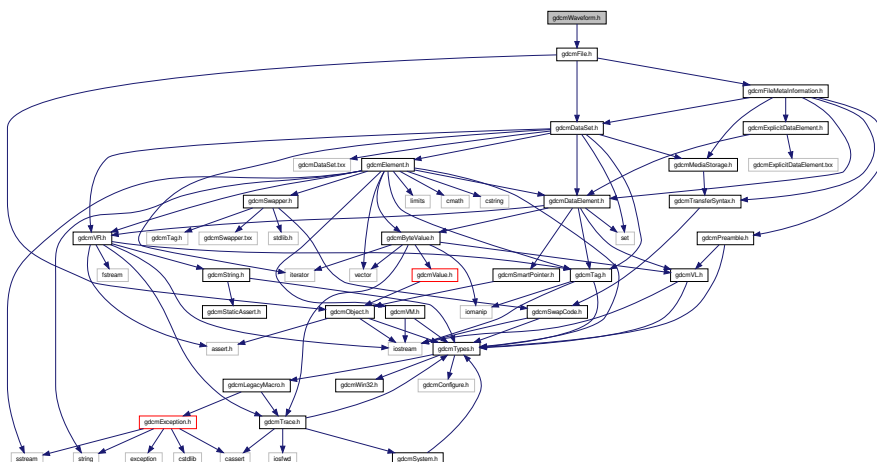 gdcmWaveform.h
gdcmFile.h
gdcmFileMetaInformation.h
gdcmDataSet.h
gdcmExplicitDataElement.h
gdcmDataSet.txx
gdcmElement.h
gdcmMediaStorage.h
gdcmExplicitDataElement.txx
gdcmSwapper.h
limits
cmath
cstring
gdcmDataElement.h
gdcmTransferSyntax.h
gdcmVR.h
gdcmTag.h
gdcmSwapper.txx
stdlib.h
gdcmByteValue.h
set
gdcmPreamble.h
fstream
gdcmString.h
iterator
vector
gdcmValue.h
gdcmSmartPointer.h
gdcmTag.h
gdcmVL.h
gdcmStaticAssert.h
gdcmObject.h
gdcmVM.h
iomanip
gdcmSwapCode.h
assert.h
iostream
gdcmTypes.h
gdcmLegacyMacro.h
gdcmWin32.h
gdcmConfigure.h
gdcmException.h
gdcmTrace.h
sstream
string
exception
cstdlib
cassert
iosfwd
gdcmSystem.h